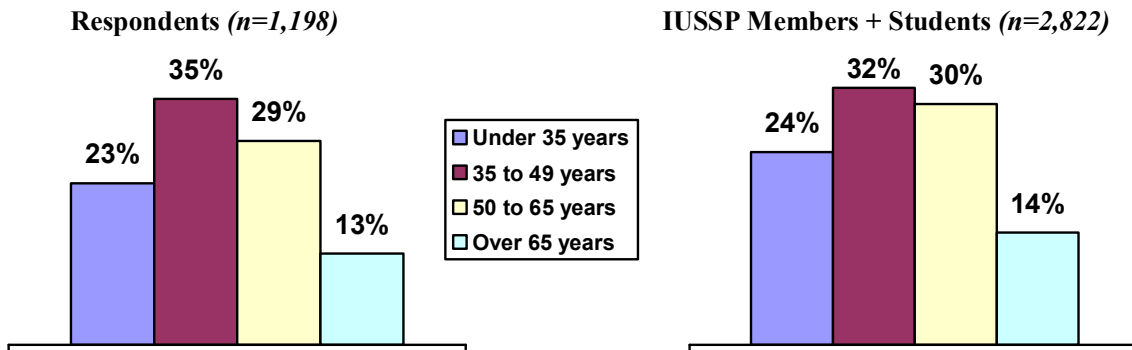 Respondents (n=1,198)
35%
29%
23%
13%
Under 35 years
35 to 49 years
50 to 65 years
Over 65 years
IUSSP Members + Students (n=2,822)
32%
30%
24%
14%